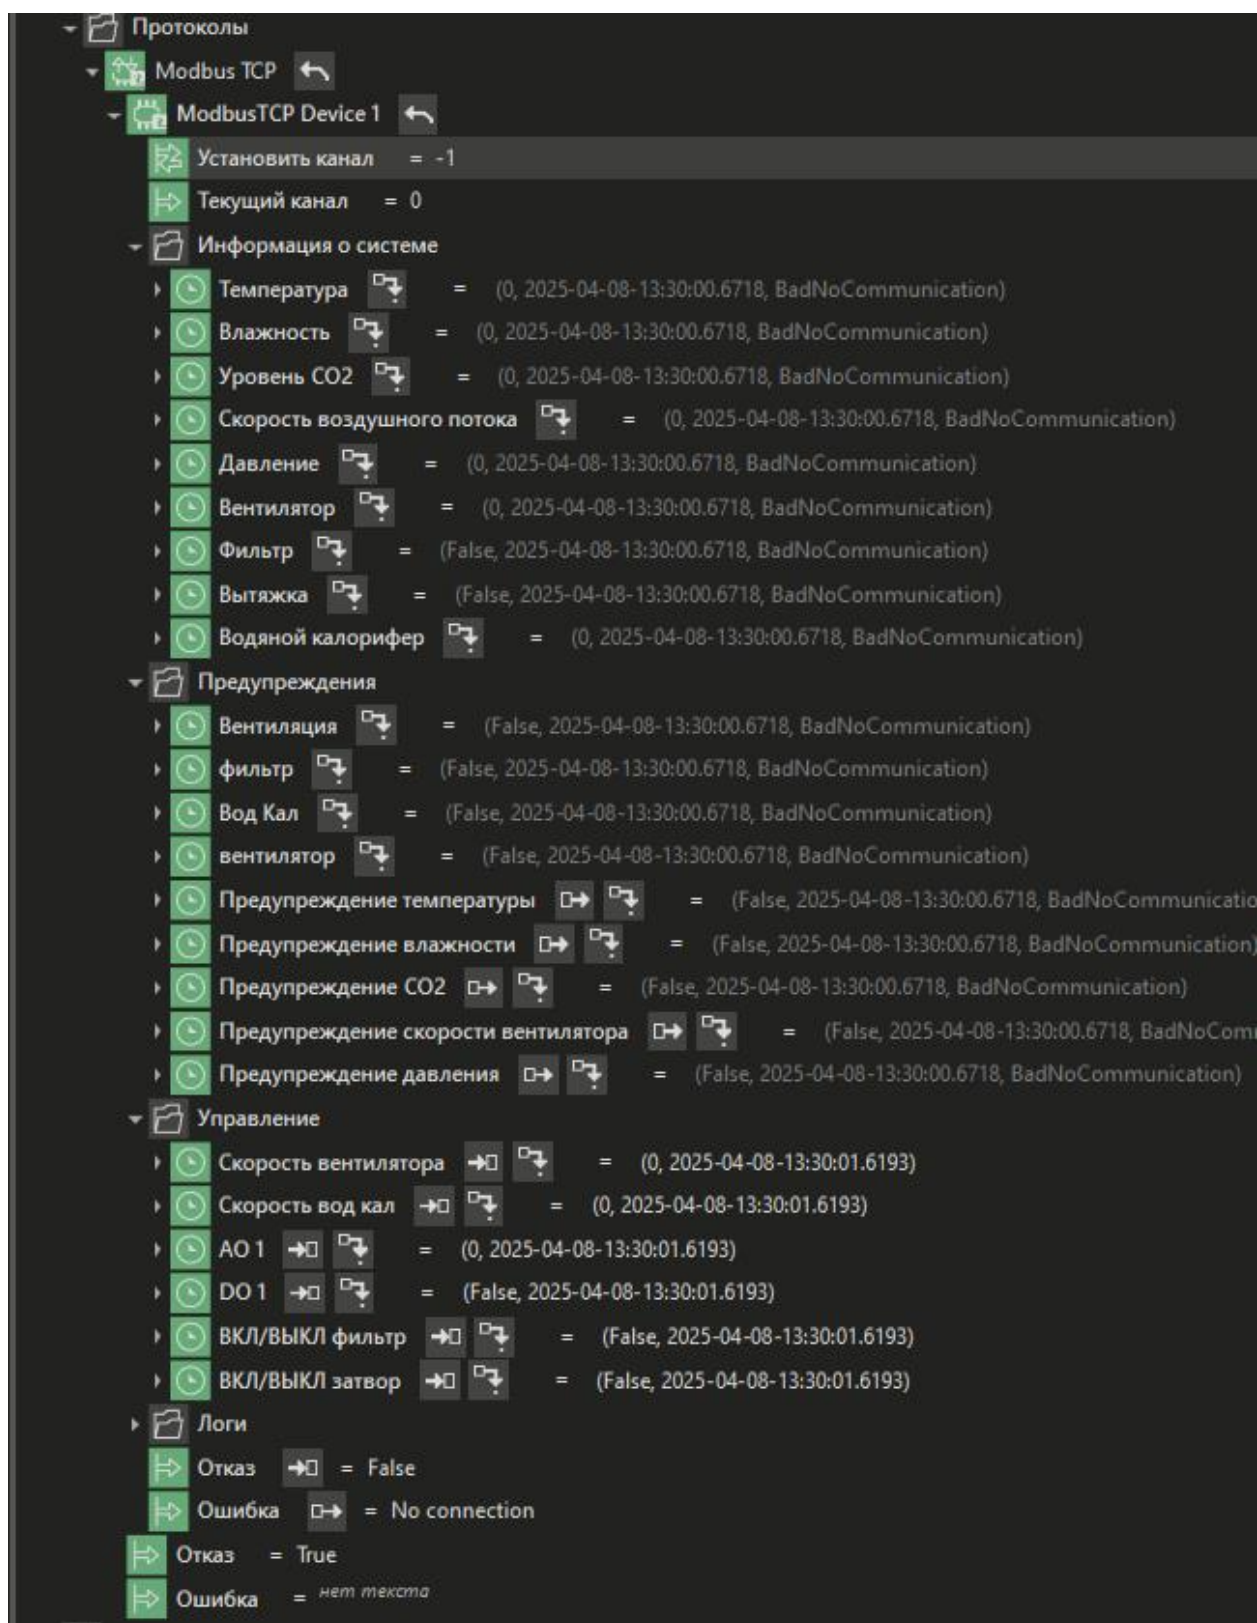 Протоколы
Modbus TCP
ModbusTCP Device 1
Установить канал = -1
Текущий канал = 0
Информация о системе
Температура = (0, 2025-04-08-13:30:00.6718, BadNoCommunication)
Влажность = (0, 2025-04-08-13:30:00.6718, BadNoCommunication)
Уровень CO2 = (0, 2025-04-08-13:30:00.6718, BadNoCommunication)
Скорость воздушного потока = (0, 2025-04-08-13:30:00.6718, BadNoCommunication)
Давление = (0, 2025-04-08-13:30:00.6718, BadNoCommunication)
Вентилятор = (0, 2025-04-08-13:30:00.6718, BadNoCommunication)
Фильтр = (False, 2025-04-08-13:30:00.6718, BadNoCommunication)
Вытяжка = (False, 2025-04-08-13:30:00.6718, BadNoCommunication)
Водяной калорифер = (0, 2025-04-08-13:30:00.6718, BadNoCommunication)
Предупреждения
Вентиляция = (False, 2025-04-08-13:30:00.6718, BadNoCommunication)
фильтр = (False, 2025-04-08-13:30:00.6718, BadNoCommunication)
Вод Кал = (False, 2025-04-08-13:30:00.6718, BadNoCommunication)
вентилятор = (False, 2025-04-08-13:30:00.6718, BadNoCommunication)
Предупреждение температуры = (False, 2025-04-08-13:30:00.6718, BadNoCommunicatio
Предупреждение влажности = (False, 2025-04-08-13:30:00.6718, BadNoCommunication)
Предупреждение CO2 = (False, 2025-04-08-13:30:00.6718, BadNoCommunication)
Предупреждение скорости вентилятора = (False, 2025-04-08-13:30:00.6718, BadNoCom
Предупреждение давления = (False, 2025-04-08-13:30:00.6718, BadNoCommunication)
Управление
Скорость вентилятора = (0, 2025-04-08-13:30:01.6193)
Скорость вод кал = (0, 2025-04-08-13:30:01.6193)
AO 1 = (0, 2025-04-08-13:30:01.6193)
DO 1 = (False, 2025-04-08-13:30:01.6193)
ВКЛ/ВЫКЛ фильтр = (False, 2025-04-08-13:30:01.6193)
ВКЛ/ВЫКЛ затвор = (False, 2025-04-08-13:30:01.6193)
Логи
Отказ = False
Ошибка = No connection
Отказ = True
Ошибка = нет текста